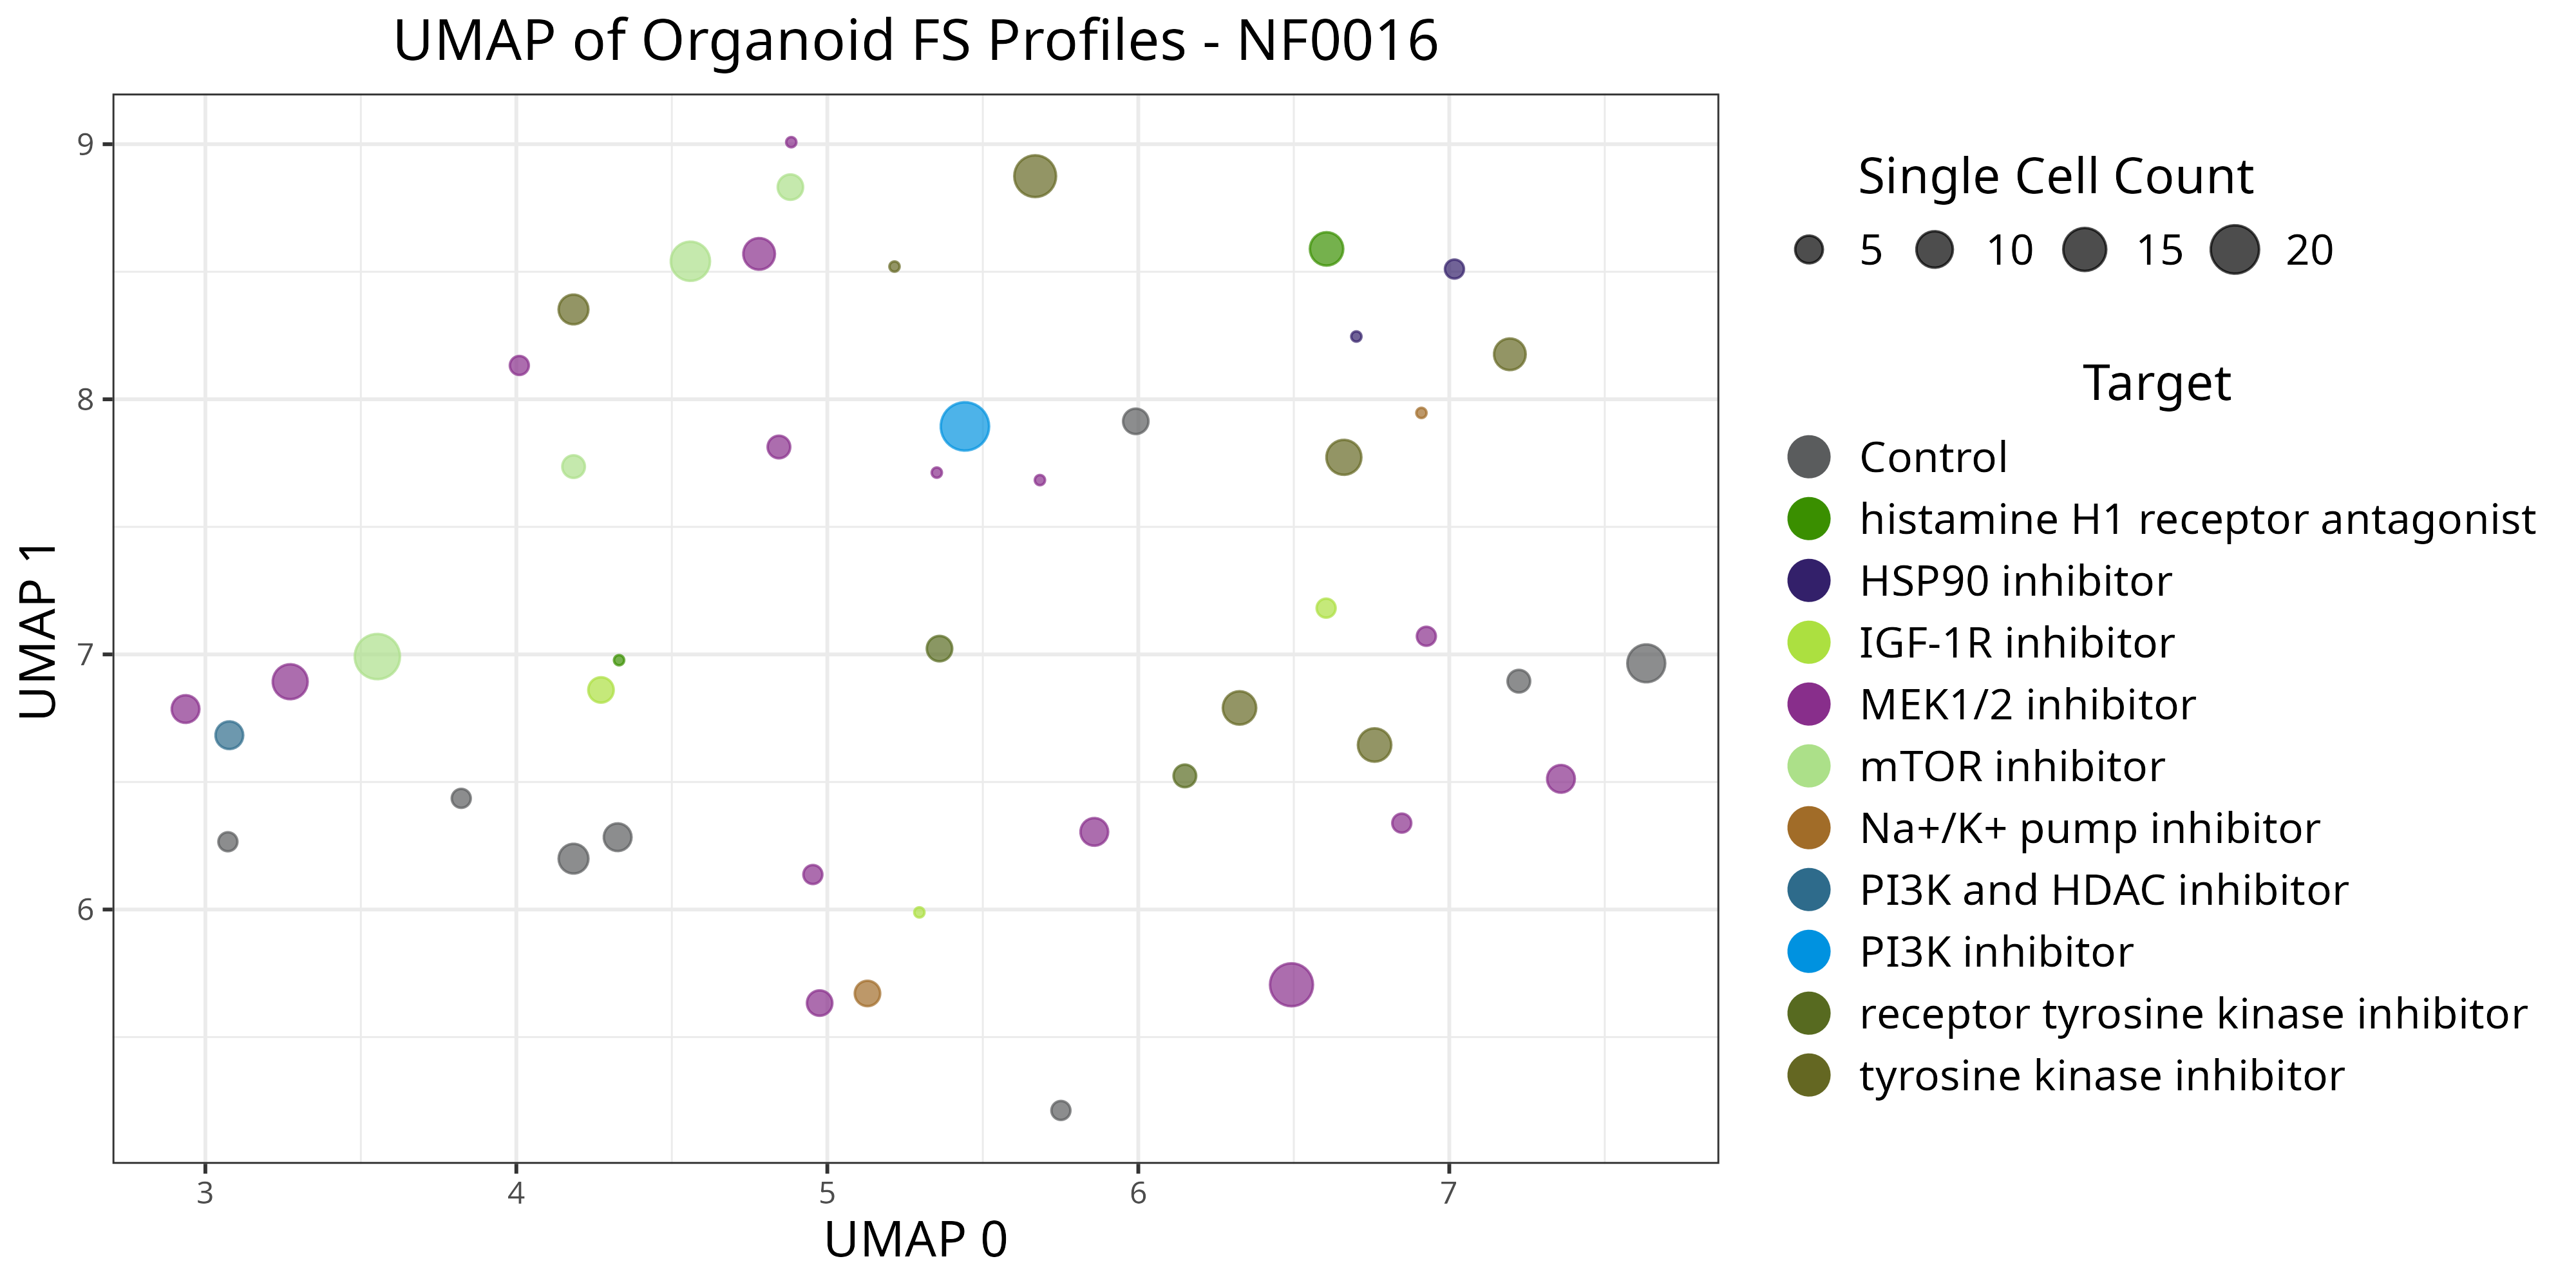 UMAP of Organoid FS Profiles - NF0016
9
8
7
6
UMAP 1
3 4 5 6 7
UMAP 0
Single Cell Count
5 10 15 20
Target
Control
histamine H1 receptor antagonist
HSP90 inhibitor
IGF-1R inhibitor
MEK1/2 inhibitor
mTOR inhibitor
Na+/K+ pump inhibitor
PI3K and HDAC inhibitor
PI3K inhibitor
receptor tyrosine kinase inhibitor
tyrosine kinase inhibitor